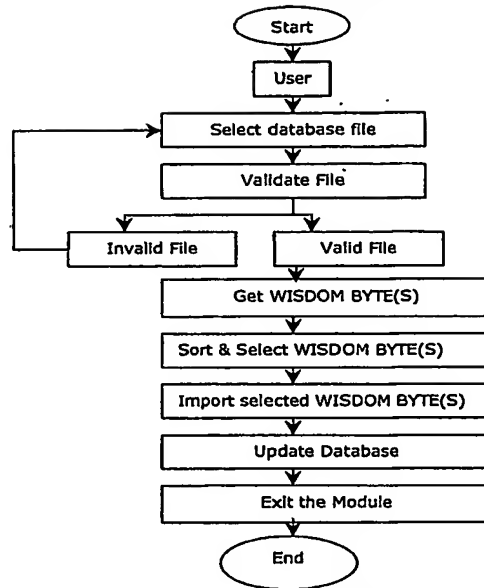 Start
User
Select database file
Validate File
Invalid File
Valid File
Get WISDOM BYTE(S)
Sort & Select WISDOM BYTE(S)
Import selected WISDOM BYTE(S)
Update Database
Exit the Module
End